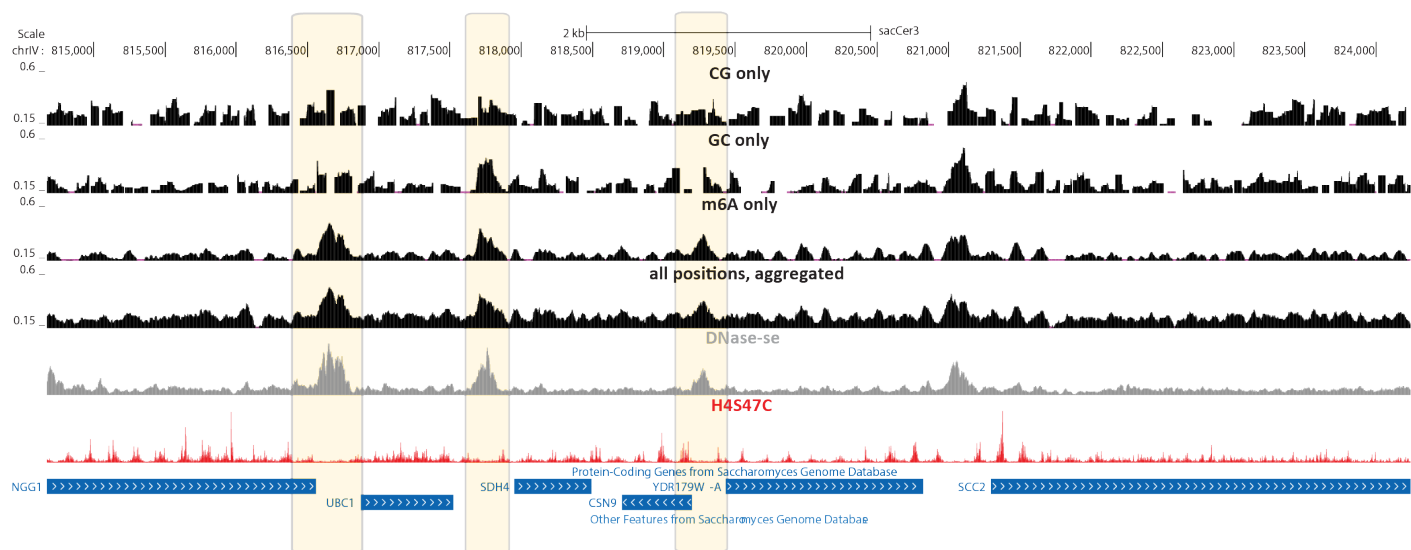 Scale 2 kb sacCer3
chrIV : 815,000 815,500 816,000 816,500 817,000 817,500 818,000 818,500 819,000 819,500 820,000 820,500 821,000 821,500 822,000 822,500 823,000 823,500 824,000
0.6 _
CG only
0.15 _
0.6 _
GC only
0.15 _
0.6 _
m6A only
0.15 _
0.6 _
all positions, aggregated
0.15 _
DNase-se
H4S47C
Protein-Coding Genes from Saccharomyces Genome Database
NGG1 SDH4 YDR179W -A SCC2
UBC1 CSN9
Other Features from Saccharomyces Genome Database